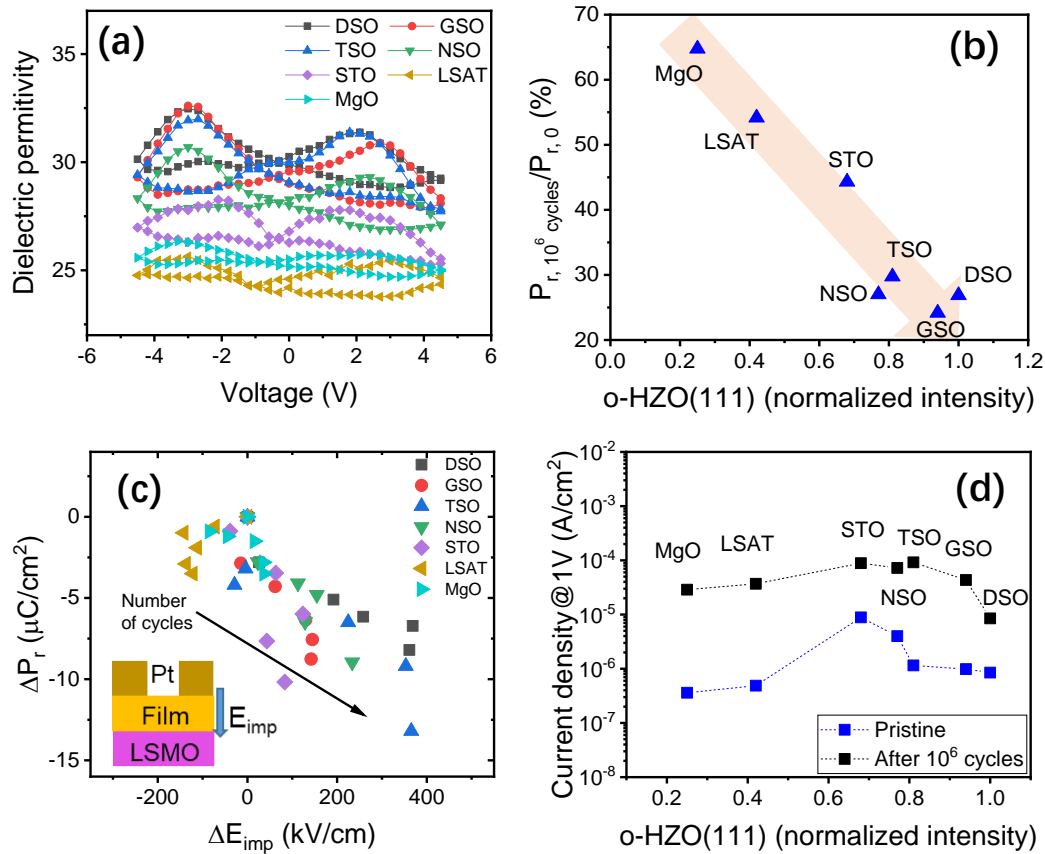 (a)
DSO GSO
TSO NSO
STO LSAT
MgO
35
30
25
Dielectric permitivity
-6 -4 -2 0 2 4 6
Voltage (V)
(b)
70
60
50
40
30
20
P r, 10^6 cycles/P r, 0 (%)
MgO
LSAT
STO
TSO
NSO
DSO
GSO
0.0 0.2 0.4 0.6 0.8 1.0 1.2
o-HZO(111) (normalized intensity)
(c)
DSO
GSO
TSO
NSO
STO
LSAT
MgO
0
-5
-10
-15
ΔPr (μC/cm²)
Number
of cycles
Pt
Film
Eimp
LSMO
-200 0 200 400
ΔEimp (kV/cm)
(d)
10^-2
10^-3
10^-4
10^-5
10^-6
10^-7
10^-8
Current density@1V (A/cm²)
MgO LSAT STO TSO GSO
NSO DSO
Pristine
After 10^6 cycles
0.2 0.4 0.6 0.8 1.0
o-HZO(111) (normalized intensity)